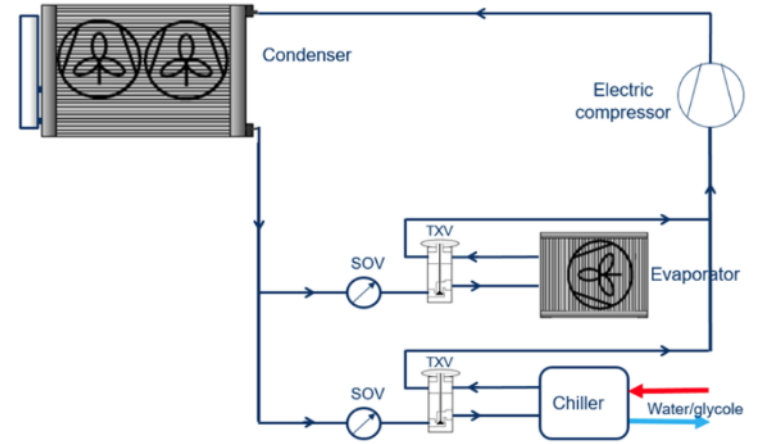 Condenser
Electric
compressor
TXV
SOV
Evaporator
TXV
SOV
Chiller
Water/glycole